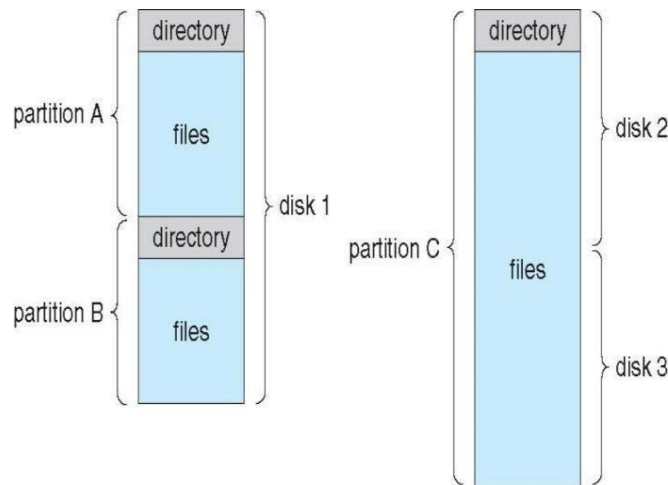 directory
partition A
files
disk 1
directory
partition B
files
directory
disk 2
partition C
files
disk 3